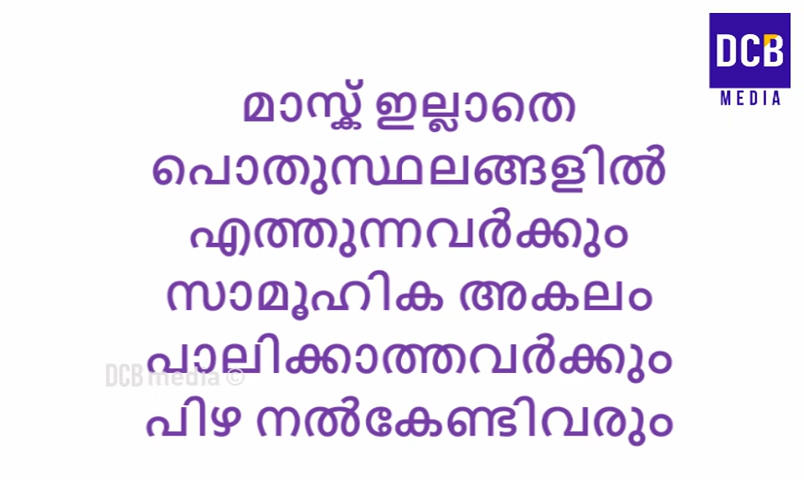 DCB
MEDIA
മാസ്ക് ഇല്ലാതെ
പൊതുസ്ഥലങ്ങളിൽ
എത്തുന്നവർക്കും
സാമൂഹിക അകലം
പാലിക്കാത്തവർക്കും
DCB media ©
പിഴ നൽകേണ്ടിവരും